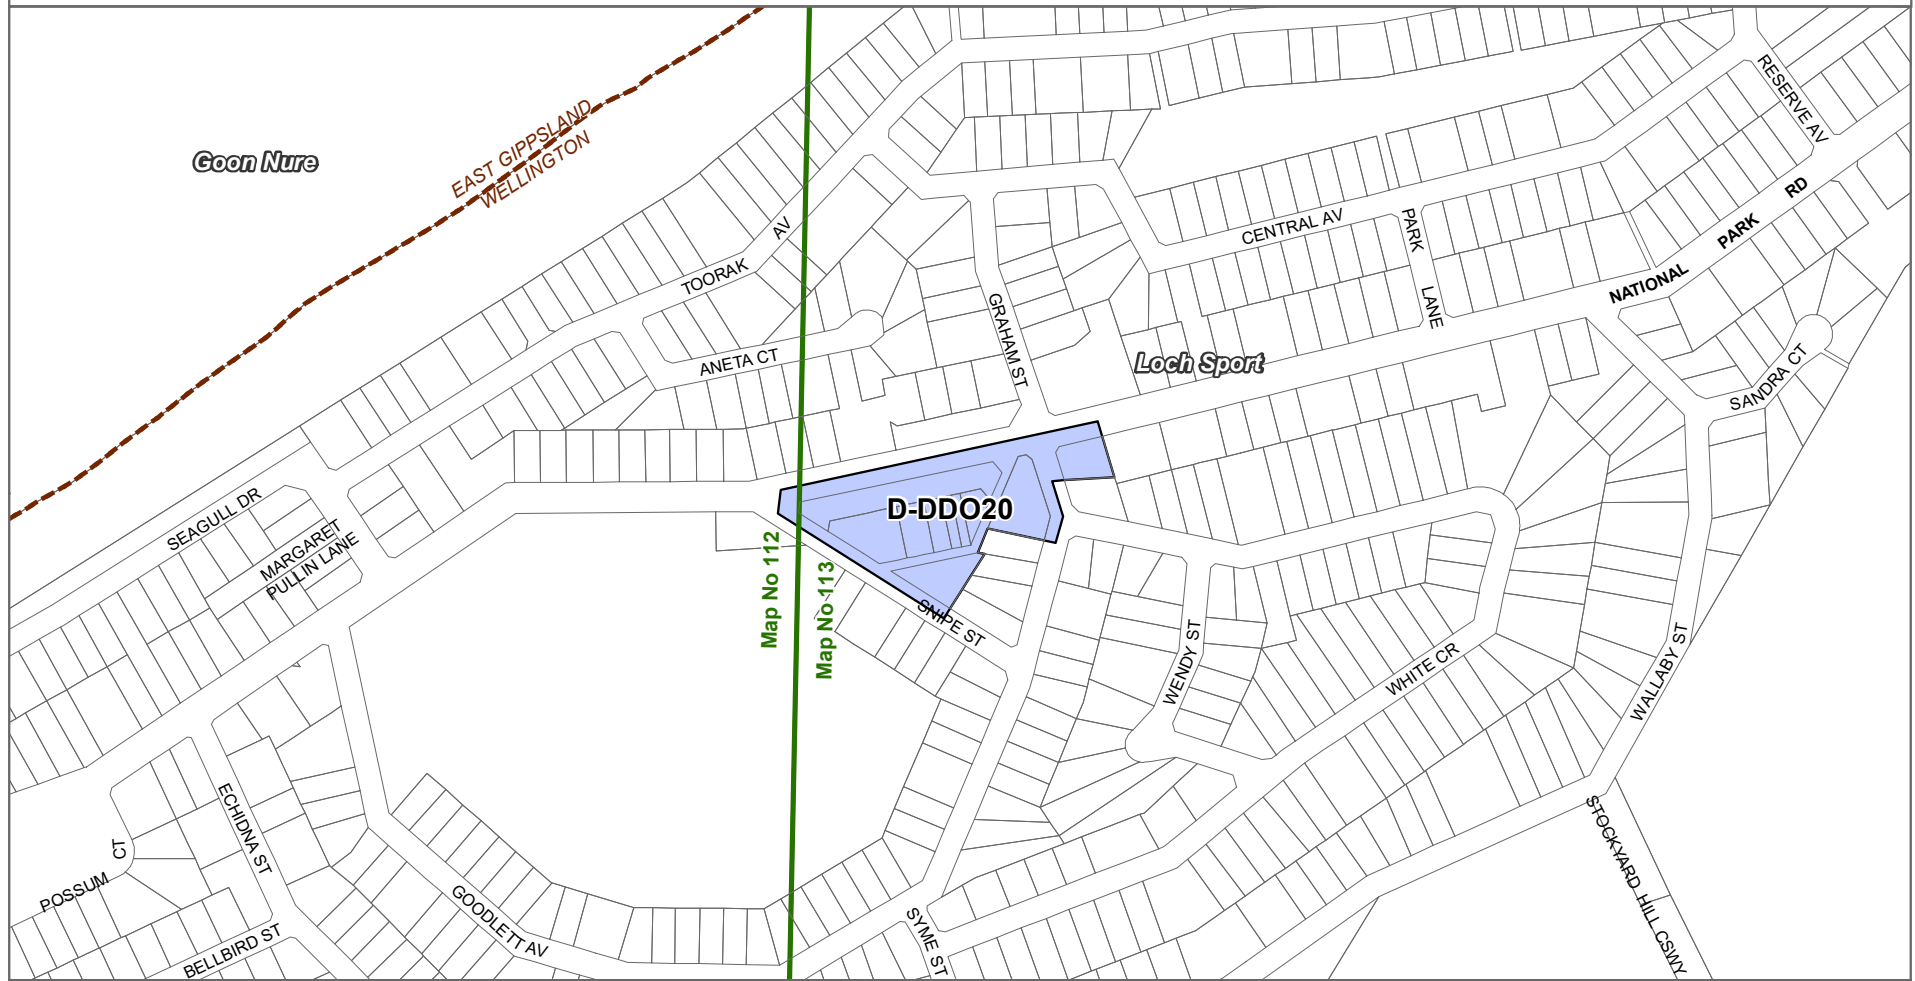 RESERVE AV
Goon Nure
EAST GIPPSLAND
WELLINGTON
NATIONAL PARK RD
CENTRAL AV
PARK LANE
TOORAK AV
GRAHAM ST
ANETA CT
Loch Sport
SANDRA CT
SEAGULL DR
MARGARET
PULLIN LANE
D-DDO20
Map No 112
Map No 113
SNIPE ST
WENDY ST
WHITE CR
WALLABY ST
ECHIDNA ST
POSSUM CT
STOCKYARD HILL CSWY
GOODLETT AV
BELLBIRD ST
SYME ST